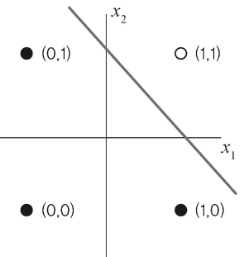 x₂
(0,1) (1,1)
x₁
(0,0) (1,0)